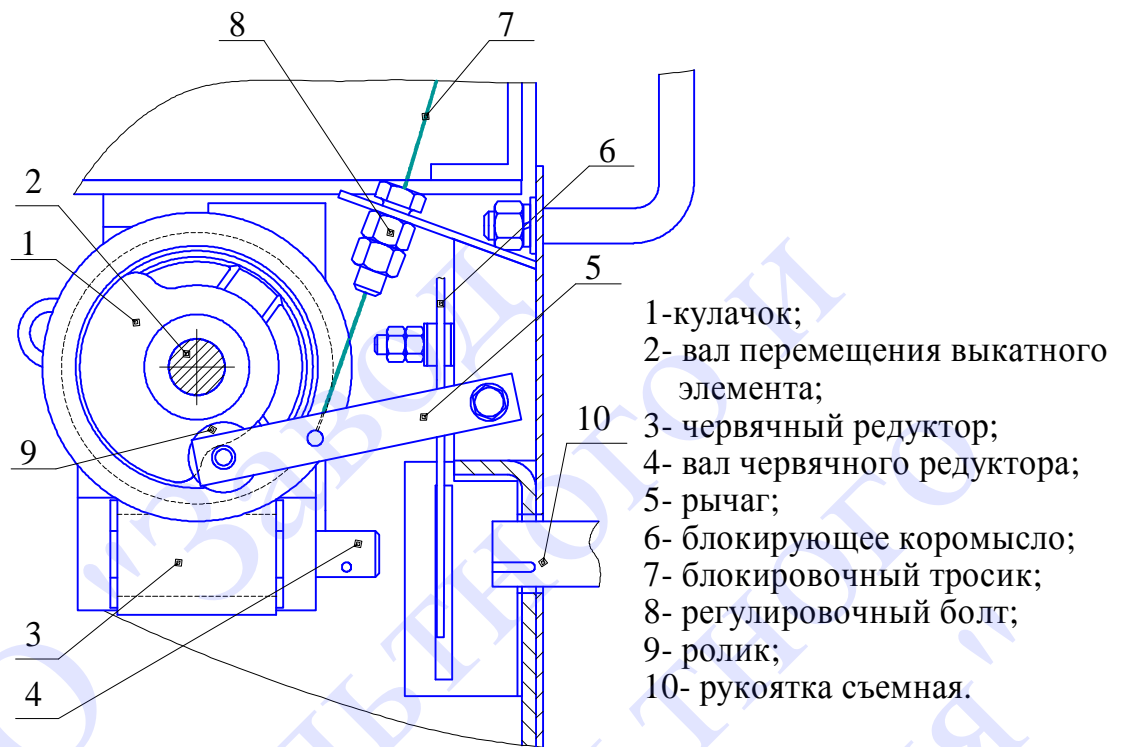 8
7
6
2
1
5
9
10
3
4
1-кулачок;
2- вал перемещения выкатного
элемента;
3- червячный редуктор;
4- вал червячного редуктора;
5- рычаг;
6- блокирующее коромысло;
7- блокировочный тросик;
8- регулировочный болт;
9- ролик;
10- рукоятка съемная.
"Завод